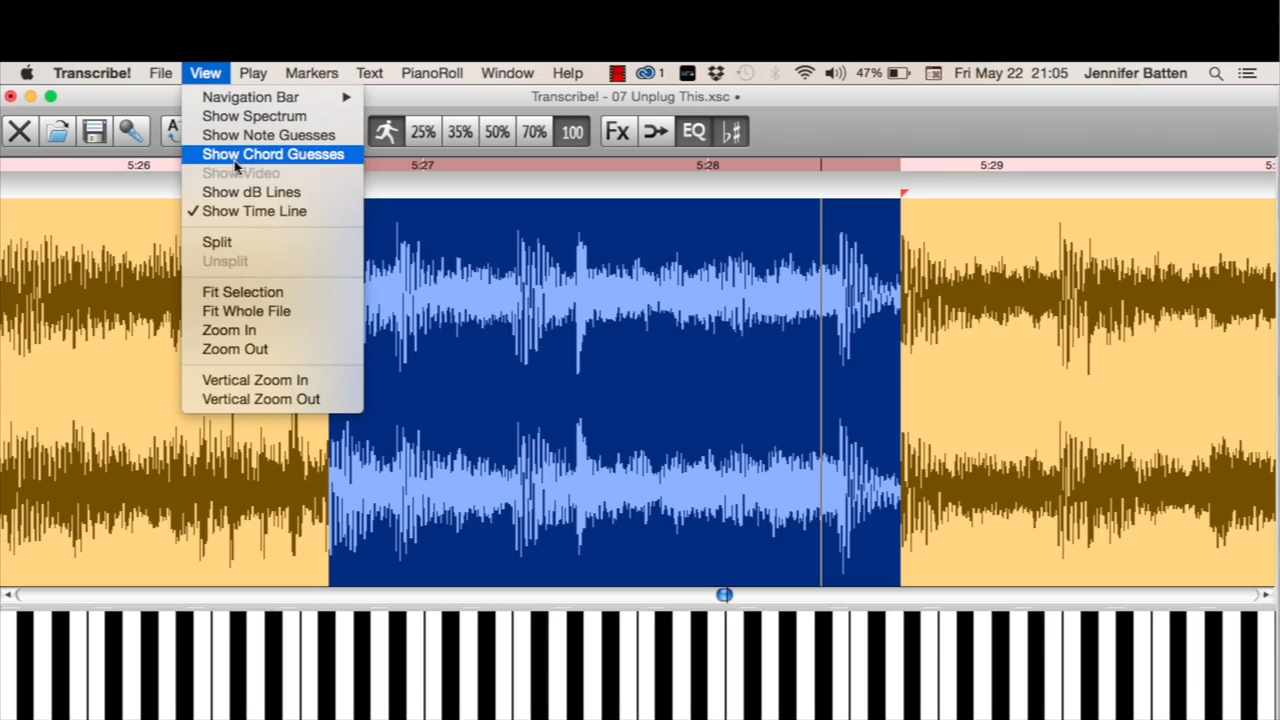 Transcribe! File View Play Markers Text PianoRoll Window Help 1 47% Fri May 22 21:05 Jennifer Batten
Transcribe! - 07 Unplug This.xsc •
Navigation Bar
Show Spectrum
Show Note Guesses
Show Chord Guesses
Show Video
Show dB Lines
Show Time Line
Split
Unsplit
Fit Selection
Fit Whole File
Zoom In
Zoom Out
Vertical Zoom In
Vertical Zoom Out
A 25% 35% 50% 70% 100 Fx EQ ♭♯
5:26 5:27 5:28 5:29 5: